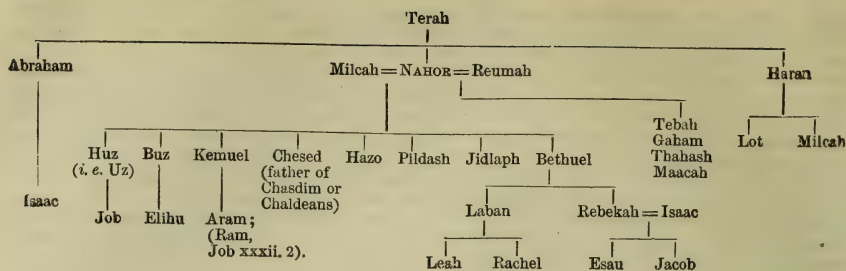 Terah
Abraham
Milcah=NAHOR=Reumah
Haran
Tebah
Gaham
Thahash
Maacah
Lot
Milcah
Huz
(i. e. Uz)
Buz
Kemuel
Chesed
(father of
Chasdim or
Chaldeans)
Hazo
Pildash
Jidlaph
Bethuel
Isaac
Job
Elihu
Aram;
(Ram,
Job xxxii. 2).
Laban
Rebekah=Isaac
Leah
Rachel
Esau
Jacob